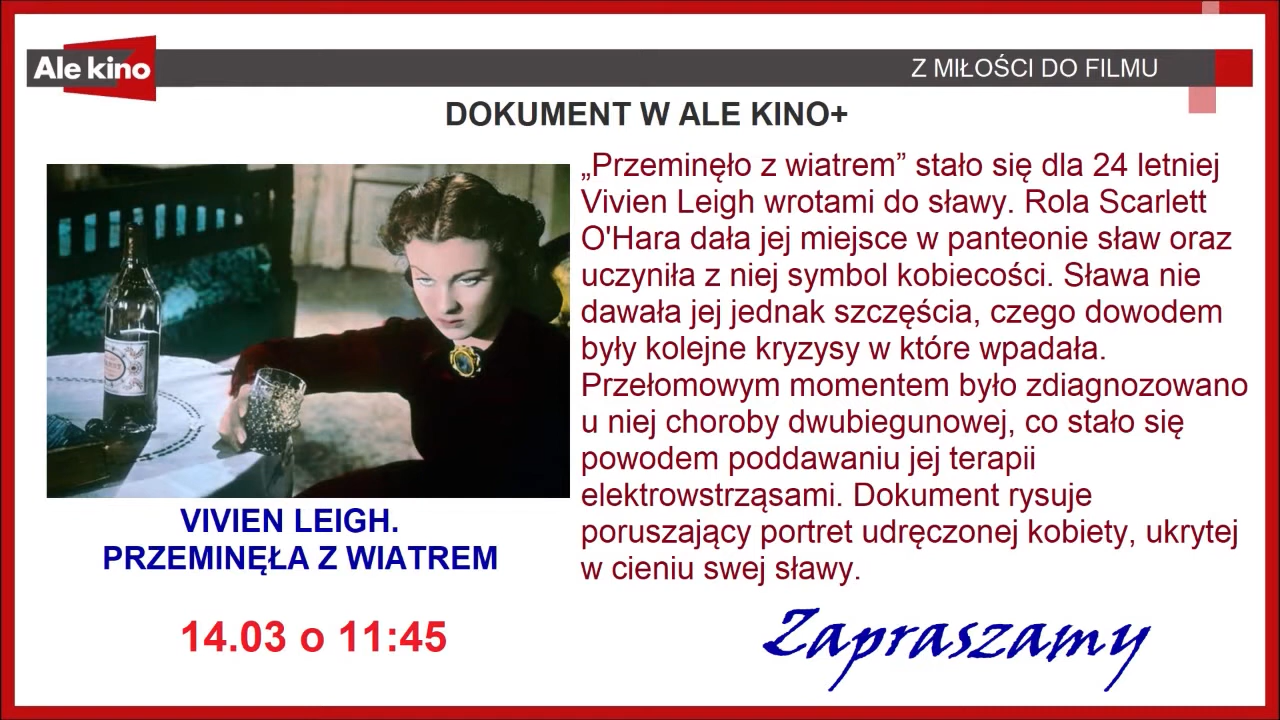 Ale kino
Z MIŁOŚCI DO FILMU
DOKUMENT W ALE KINO+
„Przeminęło z wiatrem” stało się dla 24 letniej
Vivien Leigh wrotami do sławy. Rola Scarlett
O'Hara dała jej miejsce w panteonie sław oraz
uczyniła z niej symbol kobiecości. Sława nie
dawała jej jednak szczęścia, czego dowodem
były kolejne kryzysy w które wpadała.
Przełomowym momentem było zdiagnozowano
u niej choroby dwubiegunowej, co stało się
powodem poddawaniu jej terapii
elektrowstrząsami. Dokument rysuje
poruszający portret udręczonej kobiety, ukrytej
w cieniu swej sławy.
VIVIEN LEIGH.
PRZEMINĘŁA Z WIATREM
14.03 o 11:45
Zapraszamy